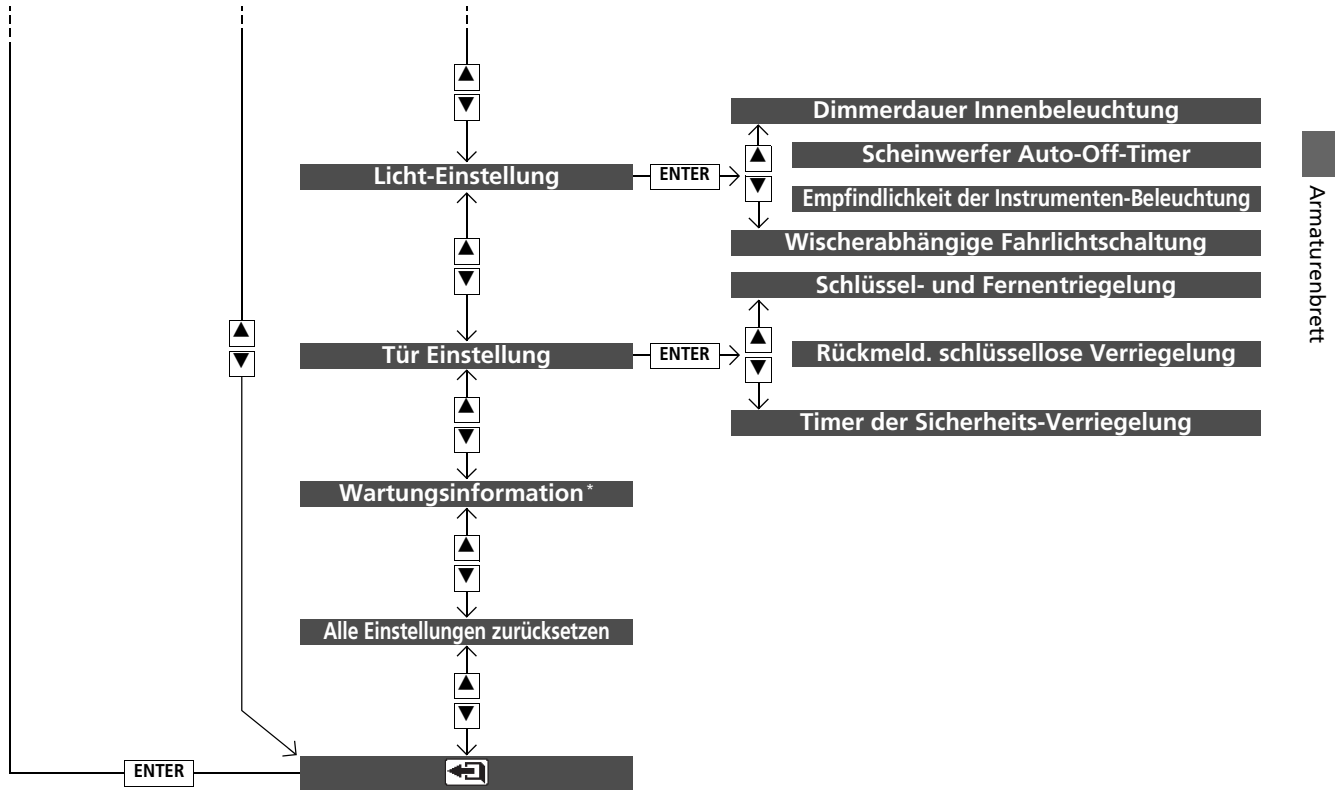 ▲
▼
Dimmerdauer Innenbeleuchtung
▲
▼
Scheinwerfer Auto-Off-Timer
Licht-Einstellung
ENTER
Empfindlichkeit der Instrumenten-Beleuchtung
Wischerabhängige Fahrlichtschaltung
▲
▼
Schlüssel- und Fernentriegelung
▲
▼
▲
▼
Tür Einstellung
ENTER
Rückmeld. schlüssellose Verriegelung
Timer der Sicherheits-Verriegelung
▲
▼
Wartungsinformation*
▲
▼
Alle Einstellungen zurücksetzen
▲
▼
ENTER
Armaturenbrett